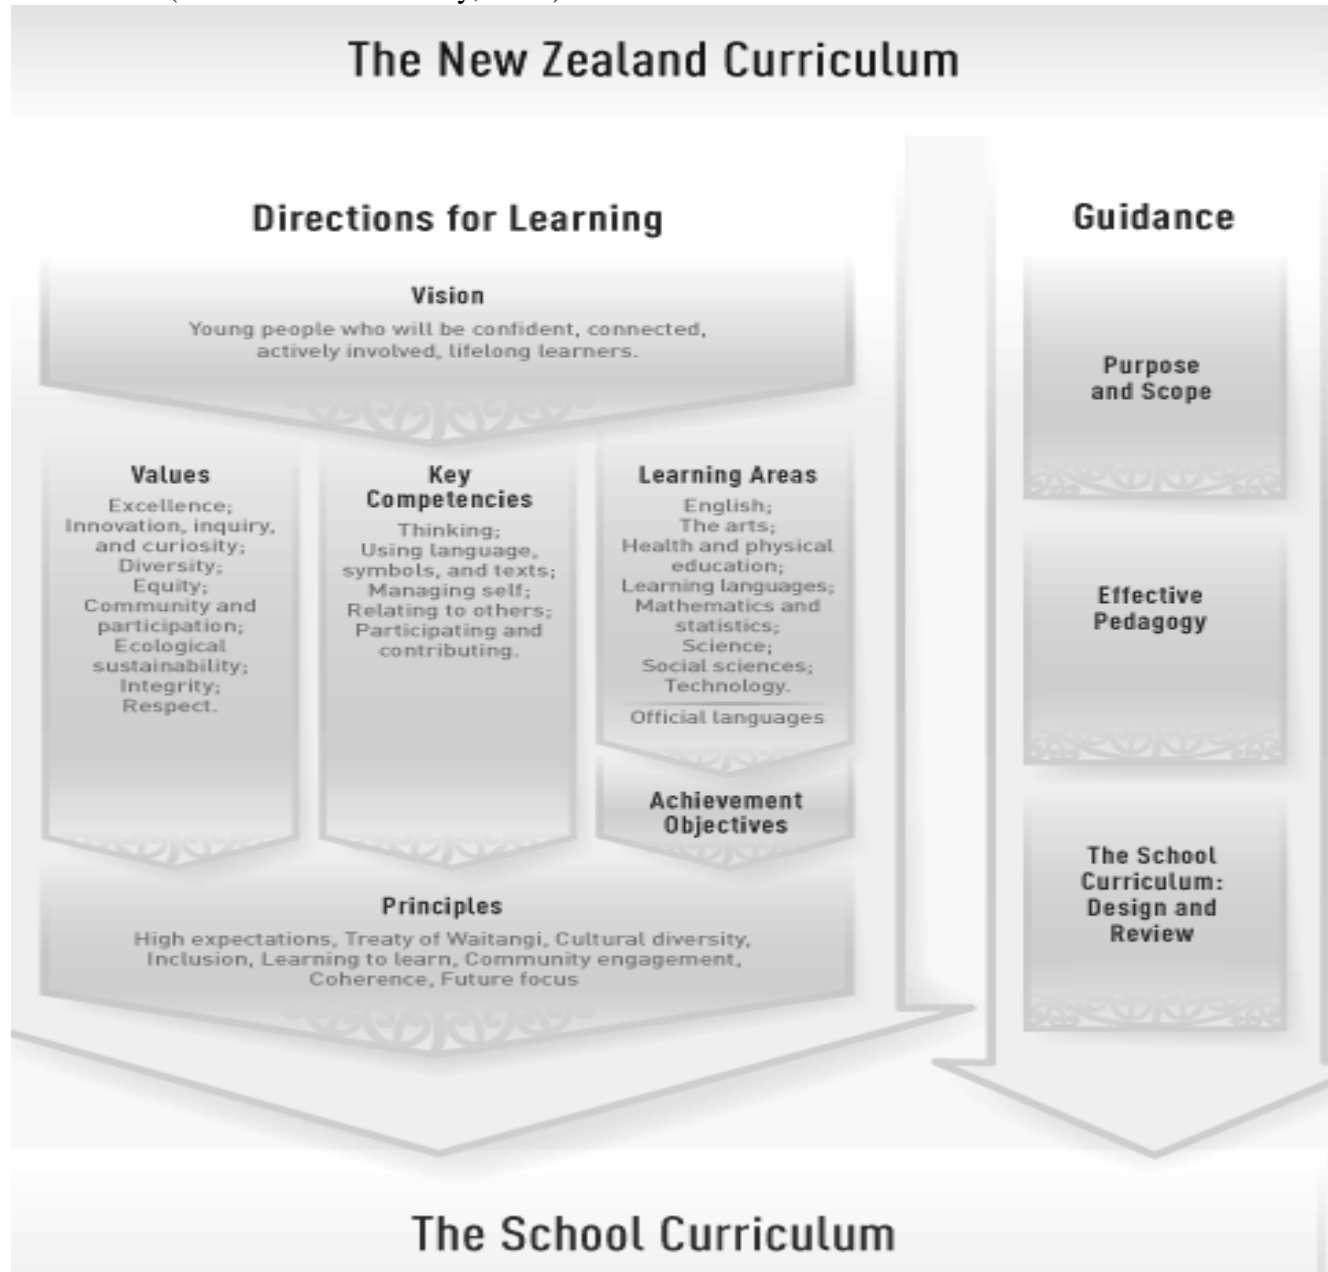 The New Zealand Curriculum
Directions for Learning
Vision
Young people who will be confident, connected,
actively involved, lifelong learners.
Values
Excellence;
Innovation, inquiry,
and curiosity;
Diversity;
Equity;
Community and
participation;
Ecological
sustainability;
Integrity;
Respect.
Key
Competencies
Thinking;
Using language,
symbols, and texts;
Managing self;
Relating to others;
Participating and
contributing.
Learning Areas
English;
The arts;
Health and physical
education;
Learning languages;
Mathematics and
statistics;
Science;
Social sciences;
Technology.
Official languages
Achievement
Objectives
Principles
High expectations, Treaty of Waitangi, Cultural diversity,
Inclusion, Learning to learn, Community engagement,
Coherence, Future focus
Guidance
Purpose
and Scope
Effective
Pedagogy
The School
Curriculum:
Design and
Review
The School Curriculum